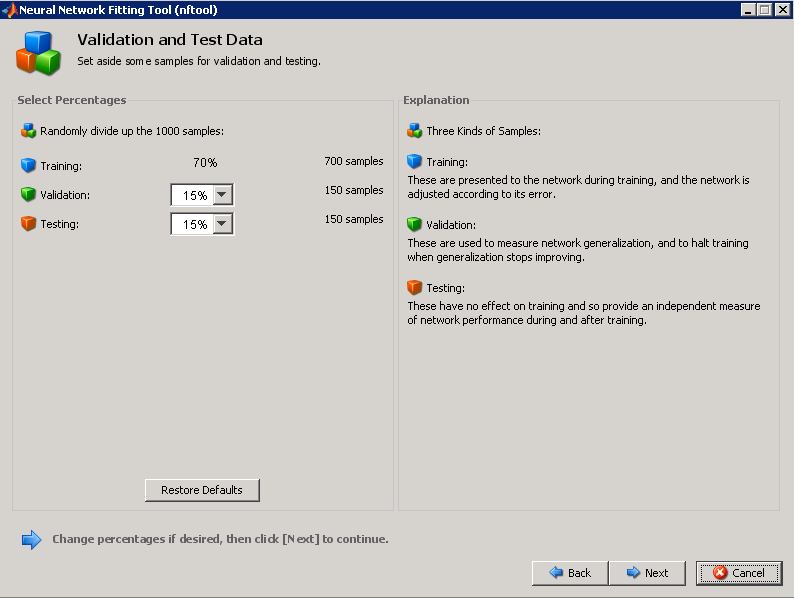 Neural Network Fitting Tool (nftool)
Validation and Test Data
Set aside some samples for validation and testing.
Select Percentages
Randomly divide up the 1000 samples:
Training: 70% 700 samples
Validation: 15% 150 samples
Testing: 15% 150 samples
Restore Defaults
Explanation
Three Kinds of Samples:
Training:
These are presented to the network during training, and the network is
adjusted according to its error.
Validation:
These are used to measure network generalization, and to halt training
when generalization stops improving.
Testing:
These have no effect on training and so provide an independent measure
of network performance during and after training.
Change percentages if desired, then click [Next] to continue.
Back Next Cancel